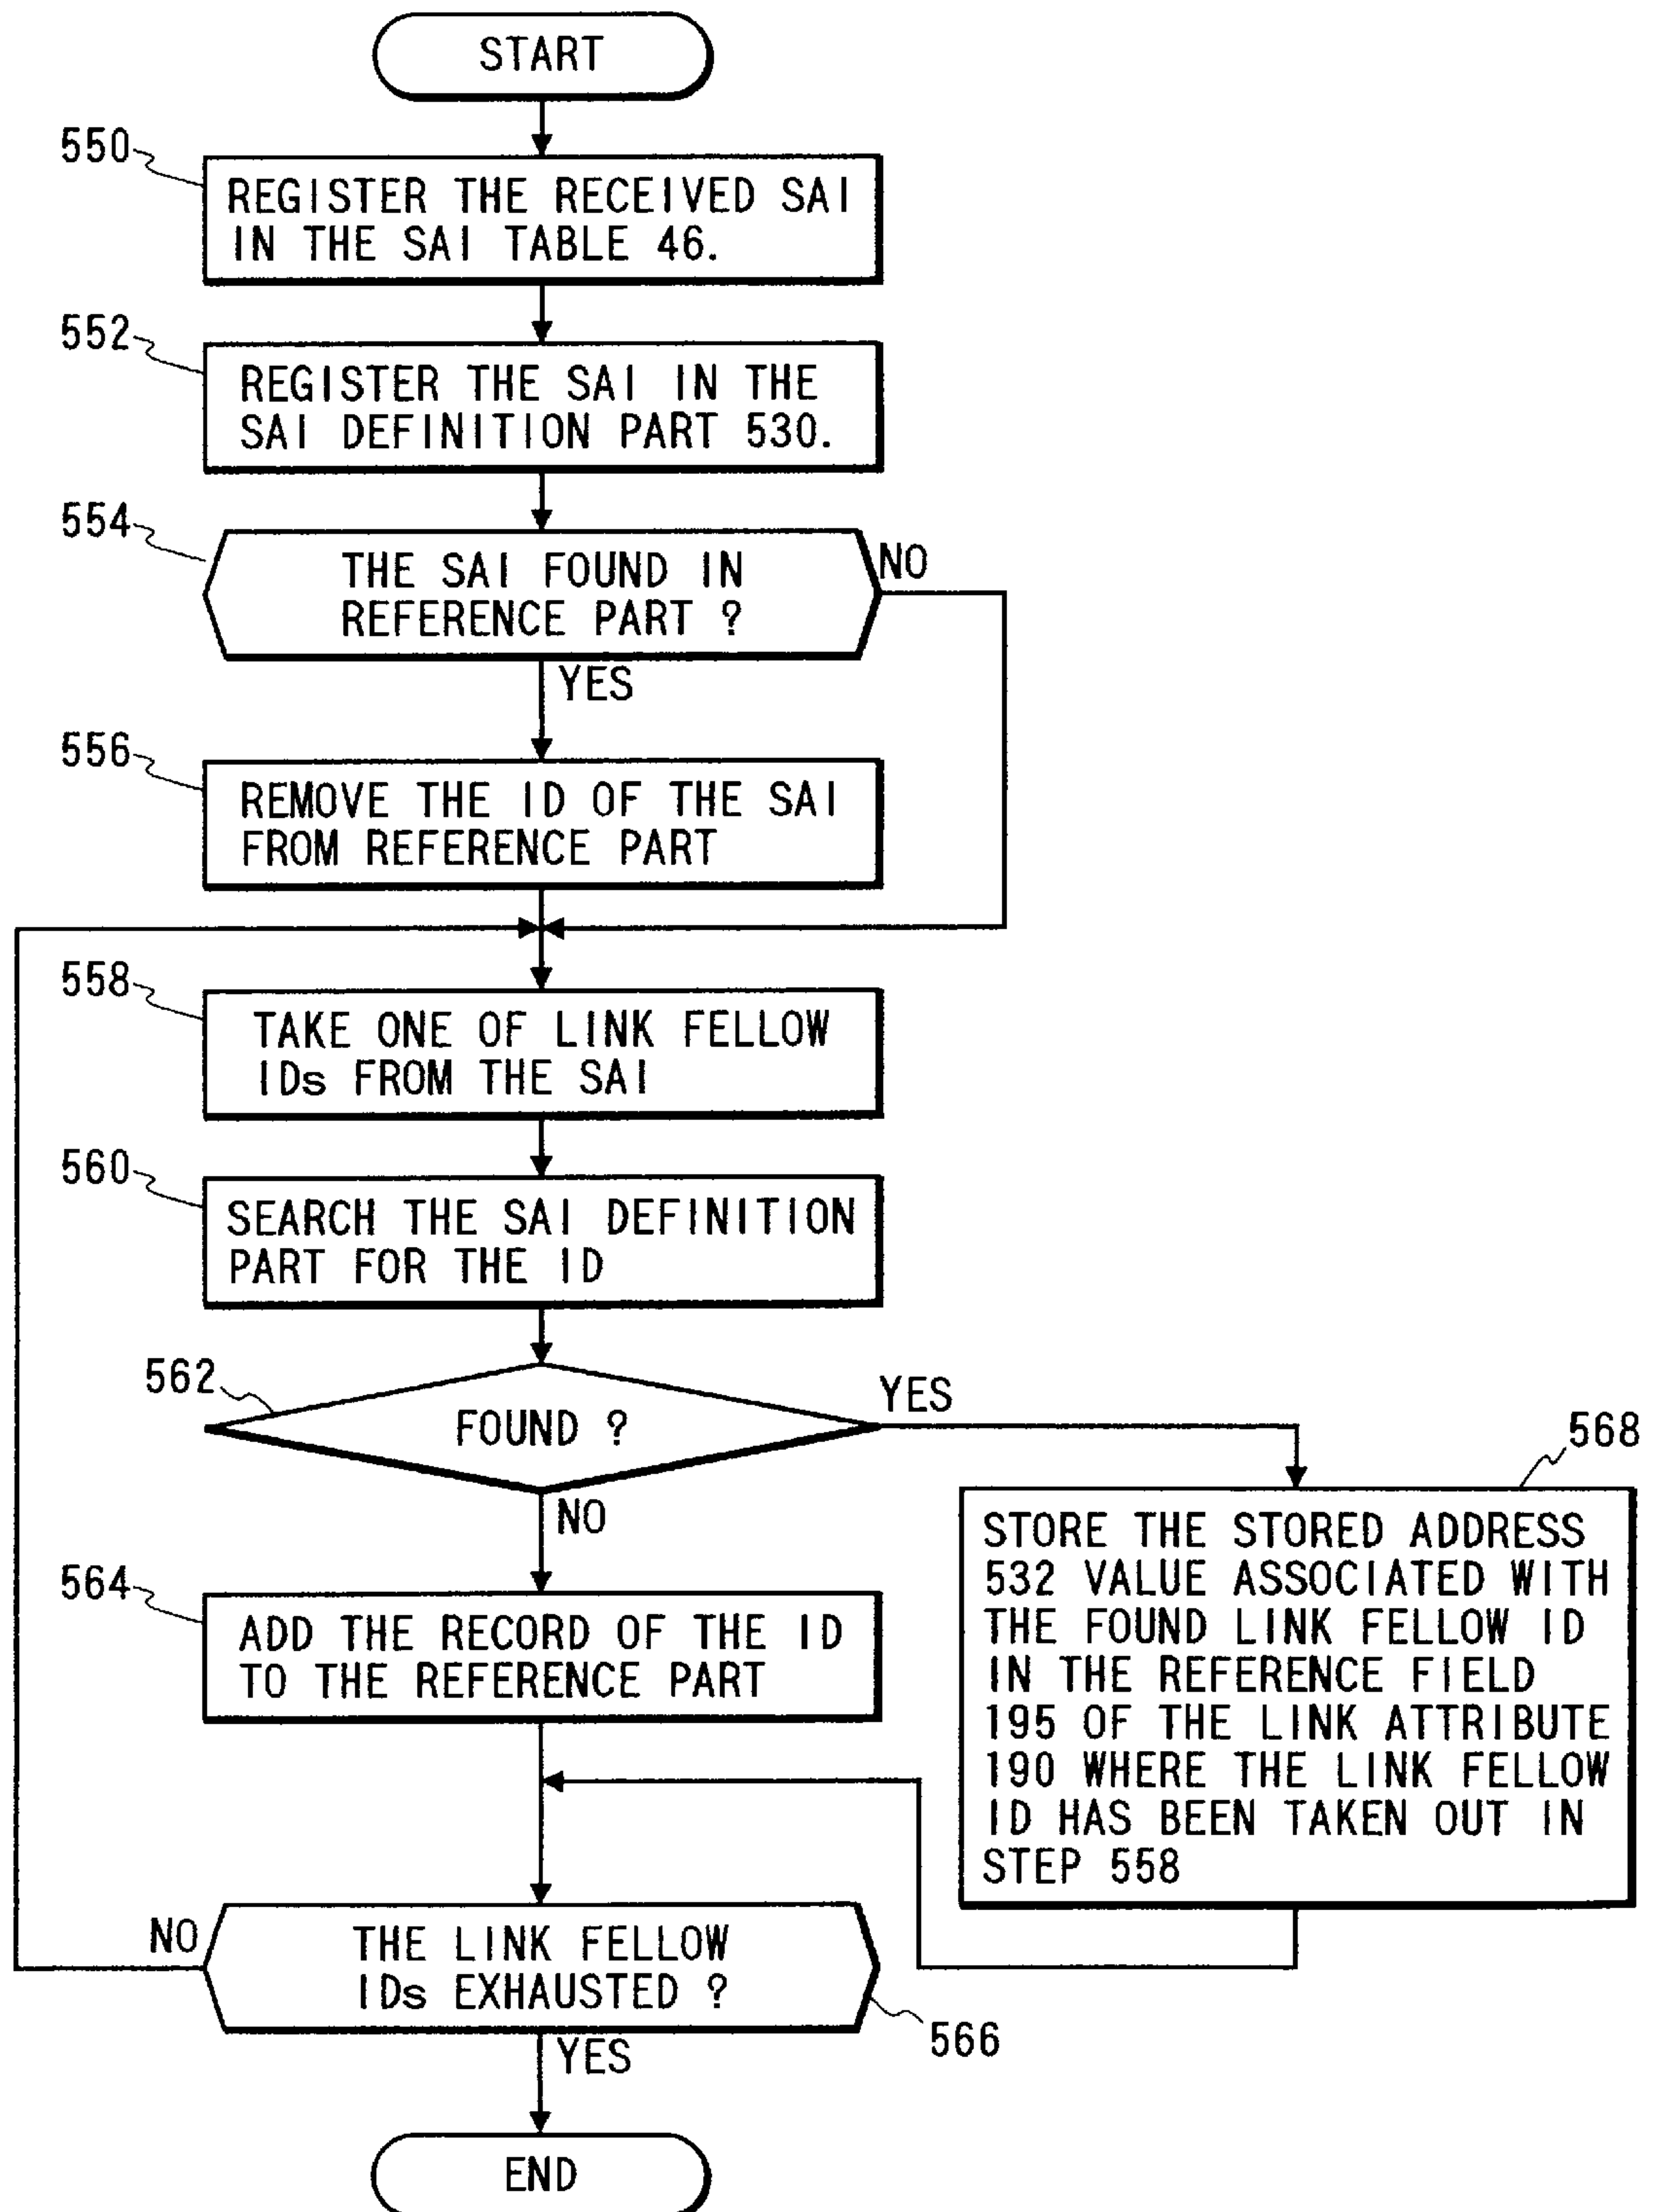 START
550
REGISTER THE RECEIVED SAI
IN THE SAI TABLE 46.
552
REGISTER THE SAI IN THE
SAI DEFINITION PART 530.
554
THE SAI FOUND IN
REFERENCE PART ?
NO
YES
556
REMOVE THE ID OF THE SAI
FROM REFERENCE PART
558
TAKE ONE OF LINK FELLOW
IDs FROM THE SAI
560
SEARCH THE SAI DEFINITION
PART FOR THE ID
562
FOUND ?
YES
NO
568
STORE THE STORED ADDRESS
532 VALUE ASSOCIATED WITH
THE FOUND LINK FELLOW ID
IN THE REFERENCE FIELD
195 OF THE LINK ATTRIBUTE
190 WHERE THE LINK FELLOW
ID HAS BEEN TAKEN OUT IN
STEP 558
564
ADD THE RECORD OF THE ID
TO THE REFERENCE PART
NO
THE LINK FELLOW
IDs EXHAUSTED ?
566
YES
END